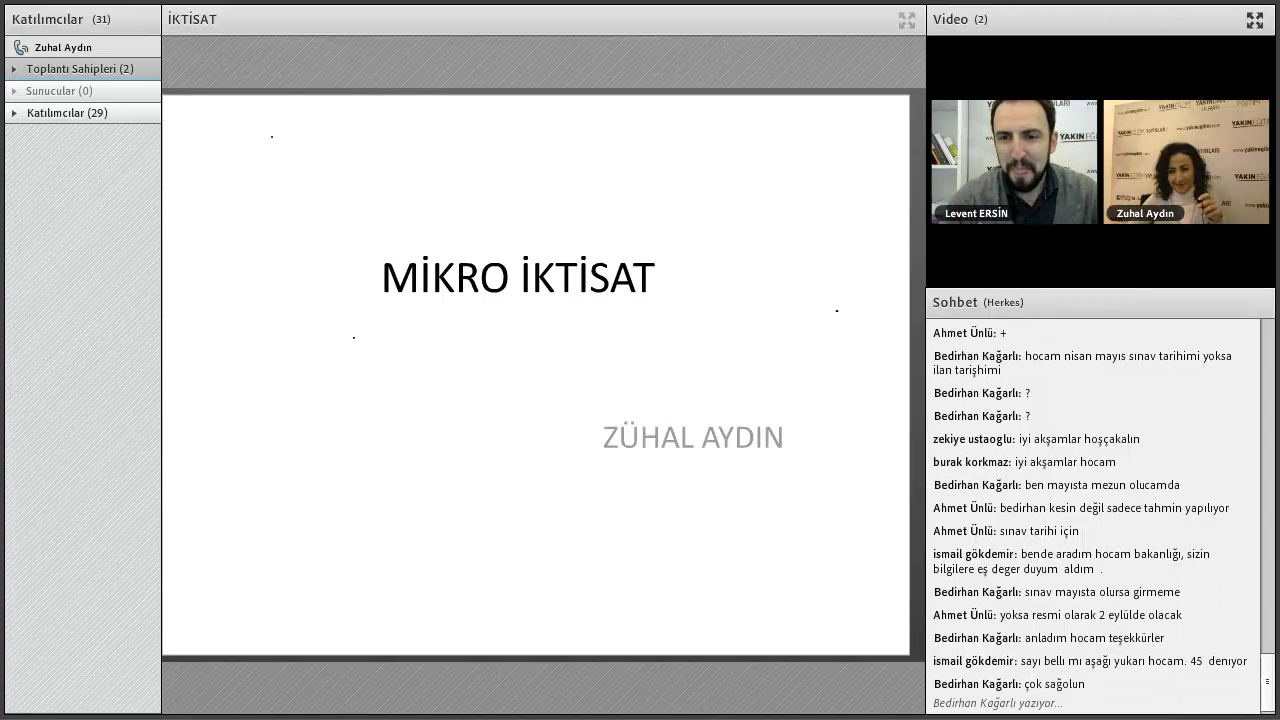 Katılımcılar (31)
Zuhal Aydın
Toplantı Sahipleri (2)
Sunucular (0)
Katılımcılar (29)
İKTİSAT
MİKRO İKTİSAT
ZÜHAL AYDIN
Video (2)
Levent ERSİN
Zuhal Aydın
Sohbet (Herkes)
Ahmet Ünlü: +
Bedirhan Kağarlı: hocam nisan mayıs sınav tarihimi yoksa
ilan tarişhimi
Bedirhan Kağarlı: ?
Bedirhan Kağarlı: ?
zekiye ustaoglu: iyi akşamlar hoşçakalın
burak korkmaz: iyi akşamlar hocam
Bedirhan Kağarlı: ben mayısta mezun olucamda
Ahmet Ünlü: bedirhan kesin değil sadece tahmin yapılıyor
Ahmet Ünlü: sınav tarihi için
ismail gökdemir: bende aradım hocam bakanlığı, sizin
bilgilere eş deger duyum aldım .
Bedirhan Kağarlı: sınav mayısta olursa girmeme
Ahmet Ünlü: yoksa resmi olarak 2 eylülde olacak
Bedirhan Kağarlı: anladım hocam teşekkürler
ismail gökdemir: sayı bellı mı aşağı yukarı hocam. 45 denıyor
Bedirhan Kağarlı: çok sağolun
Bedirhan Kağarlı yazıyor...